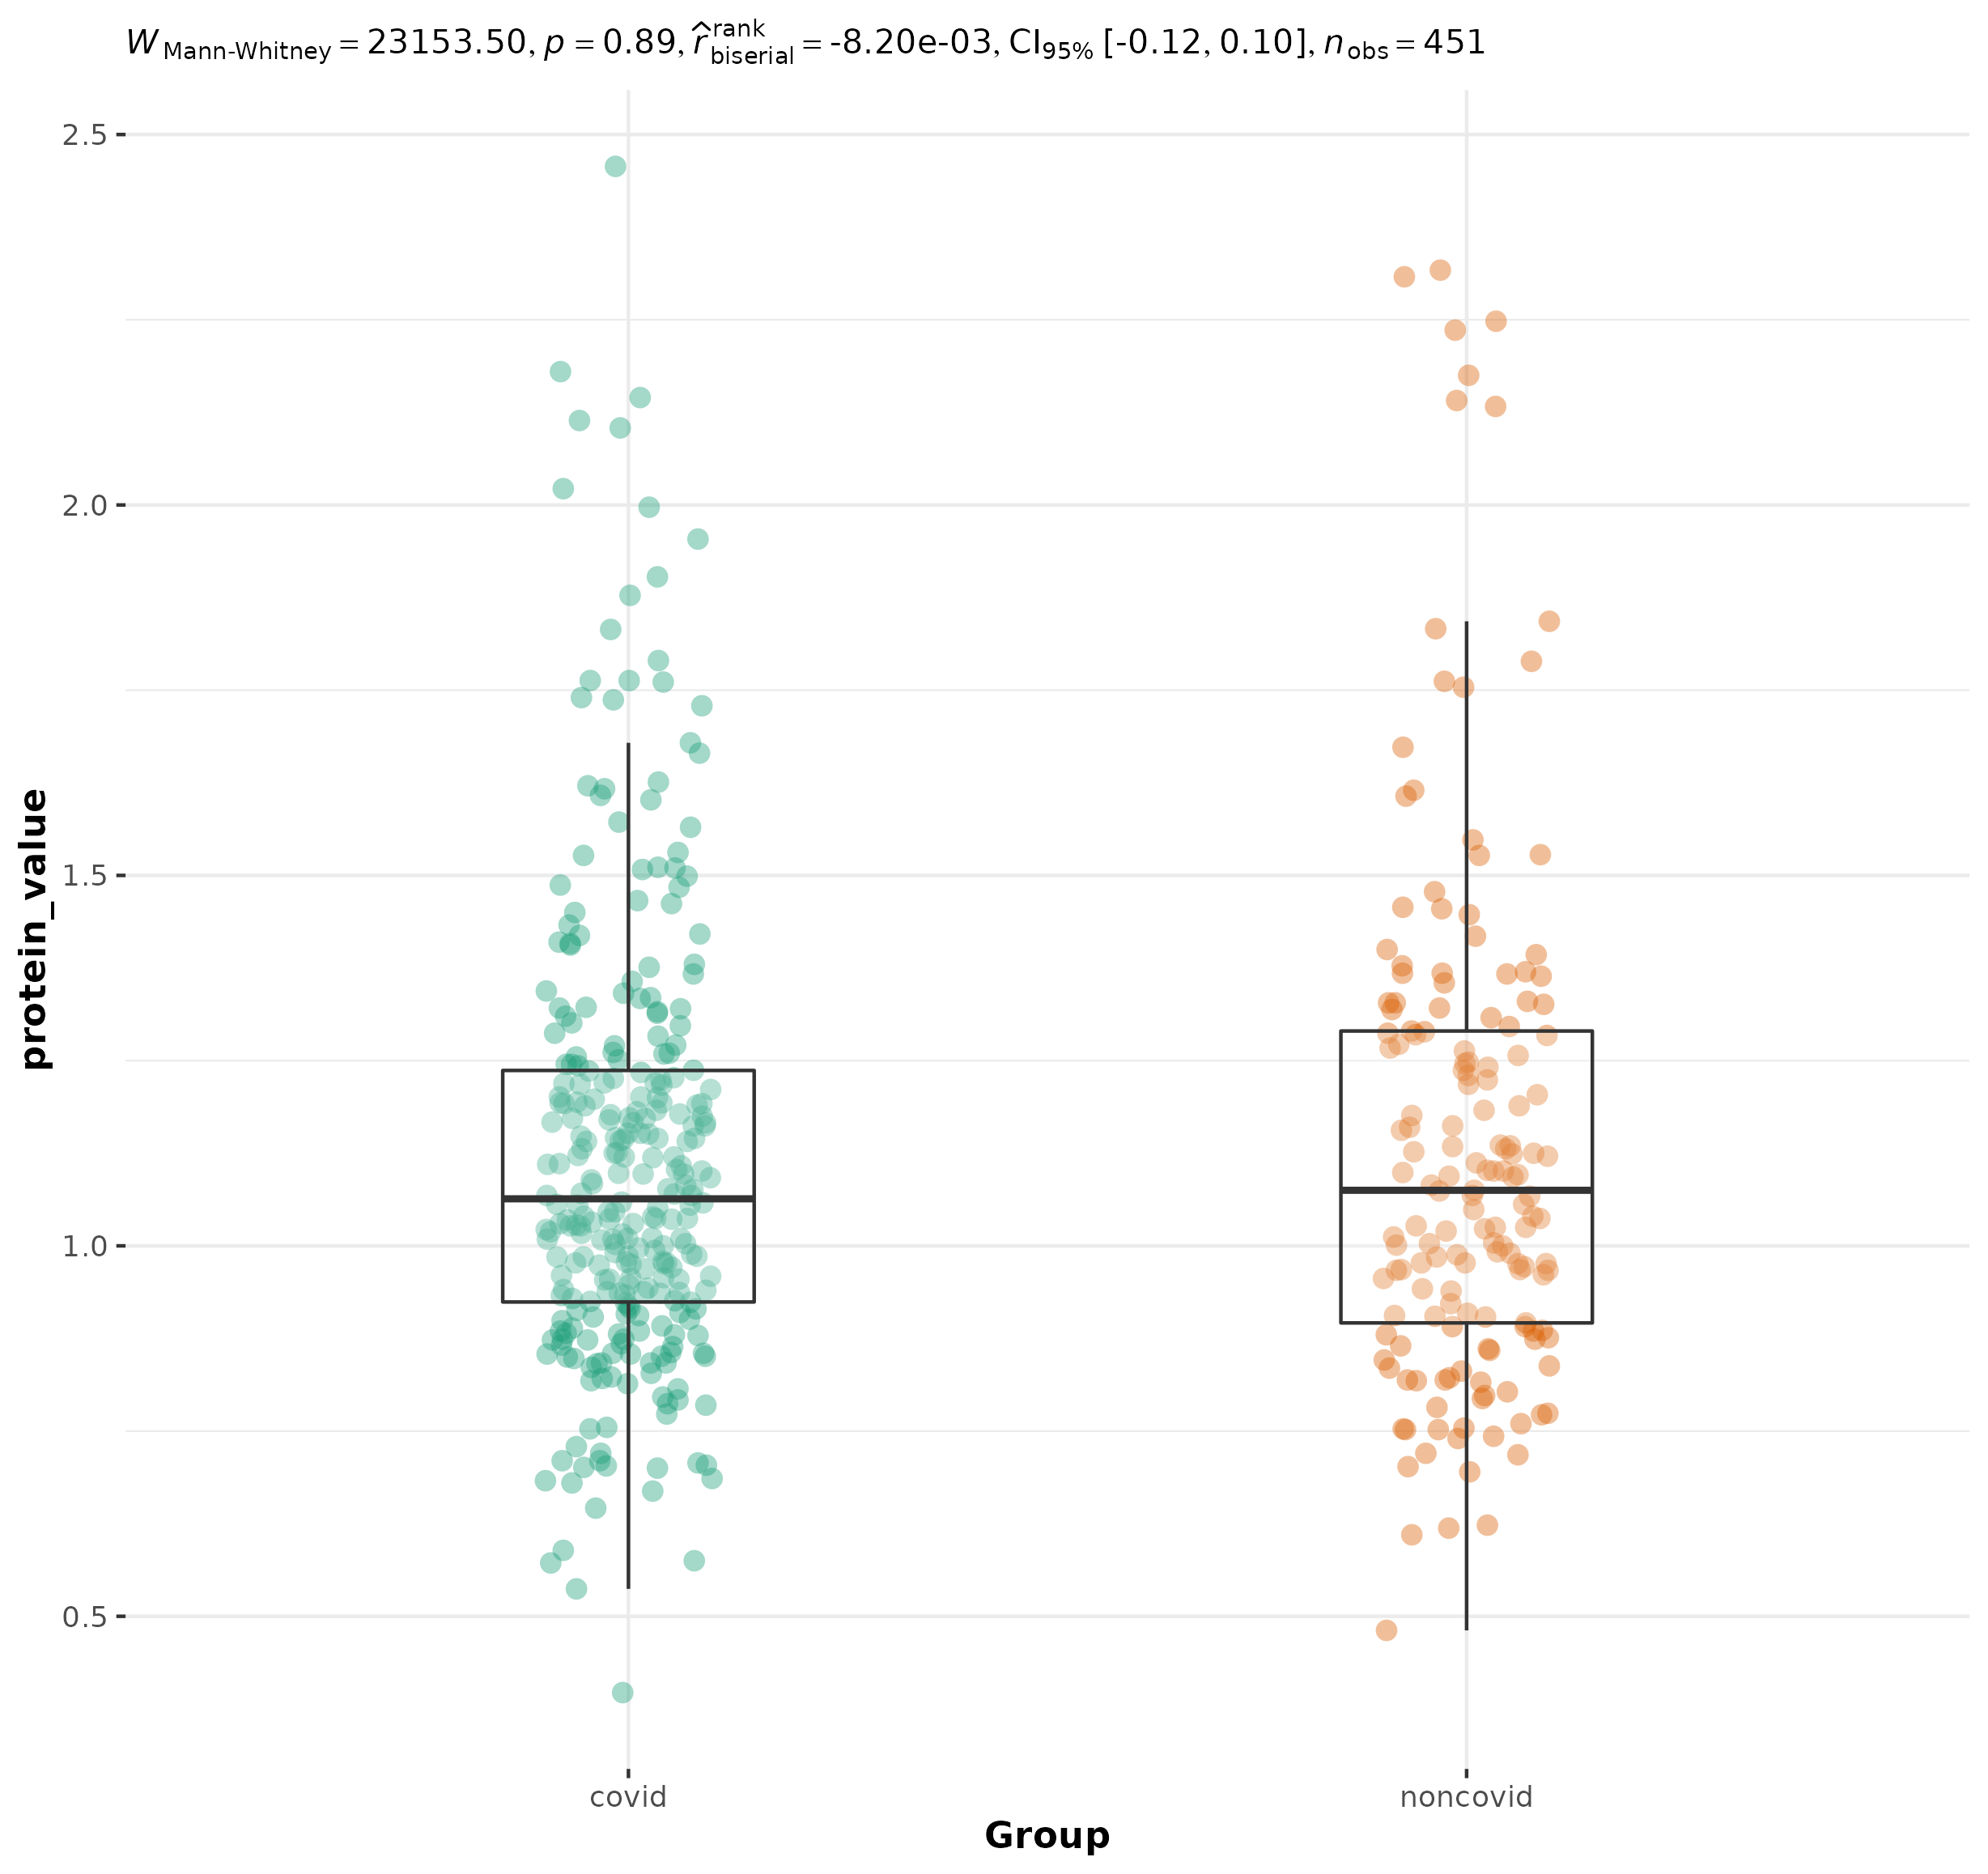 W Mann-Whitney = 23153.50, p = 0.89, r̂ rank biserial = -8.20e-03, CI95% [-0.12, 0.10], nobs = 451
2.5
2.0
1.5
1.0
0.5
protein_value
covid noncovid
Group